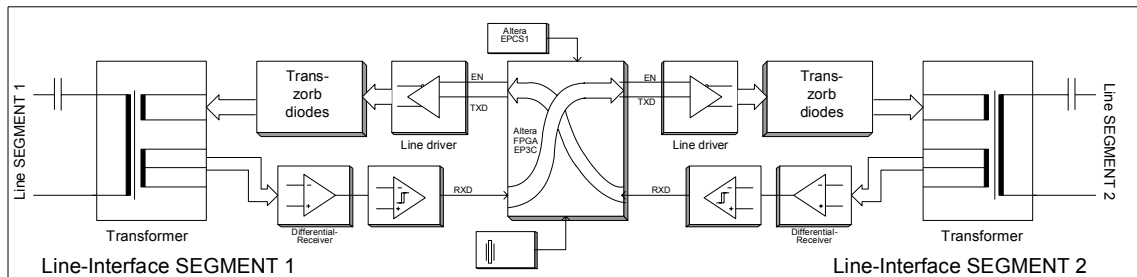 Altera
EPCS1
Line SEGMENT 1
Trans-
zorb
diodes
EN
TXD
Line driver
Altera
FPGA
EP3C
EN
TXD
Line driver
Trans-
zorb
diodes
Line SEGMENT 2
RXD
RXD
Transformer
Differential-
Receiver
Differential-
Receiver
Transformer
Line-Interface SEGMENT 1
Line-Interface SEGMENT 2